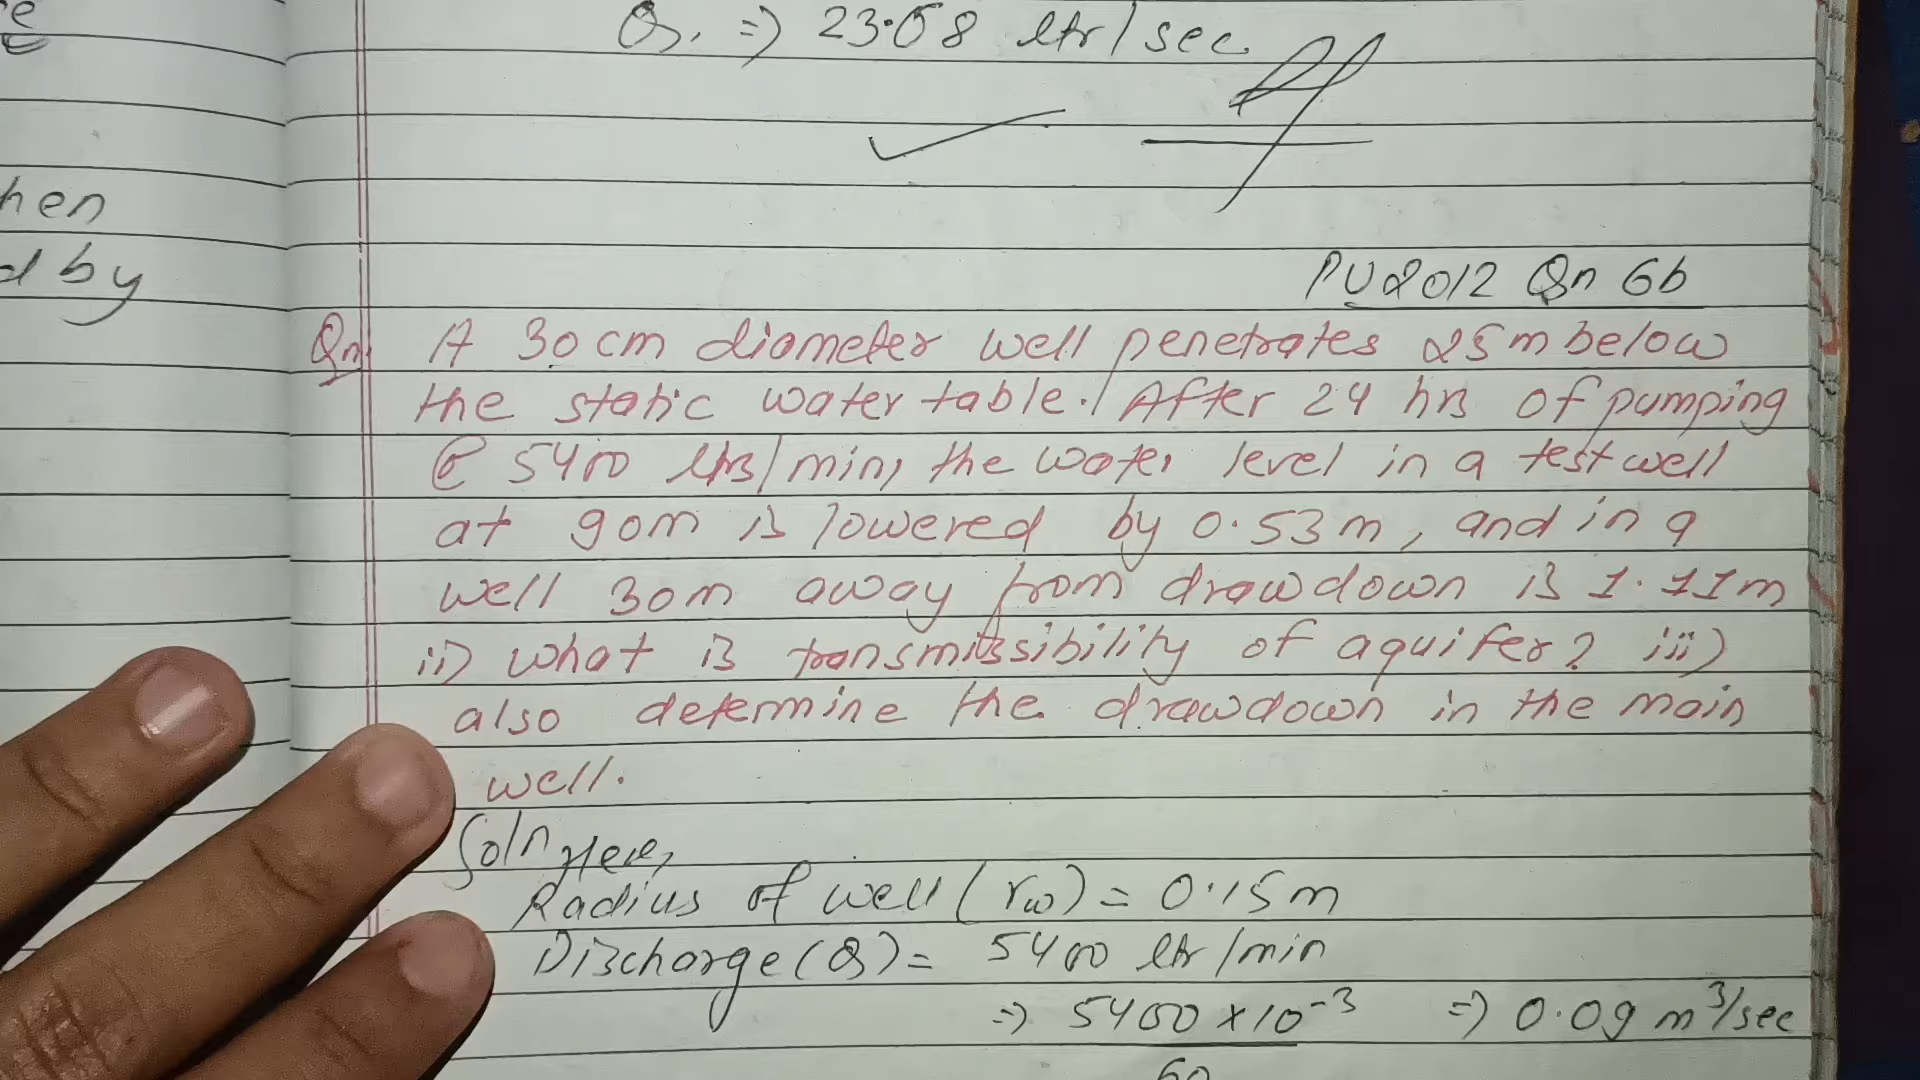 e
hen
d by
Q. => 23.08 ltr/sec
PU2012 Qn 6b
Qn. A 30 cm diameter well penetrates 25m below
the static water table. After 24 hrs of pumping
@ 5400 ltrs/min, the water level in a test well
at 90m is lowered by 0.53m, and in a
well 30m away from drawdown is 1.11m
ii) what is transmissibility of aquifer? iii)
also determine the drawdown in the main
well.
Soln Here,
Radius of well (rw) = 0.15m
Discharge (Q) = 5400 ltr/min
=> 5400 x 10-3 => 0.09 m3/sec
60